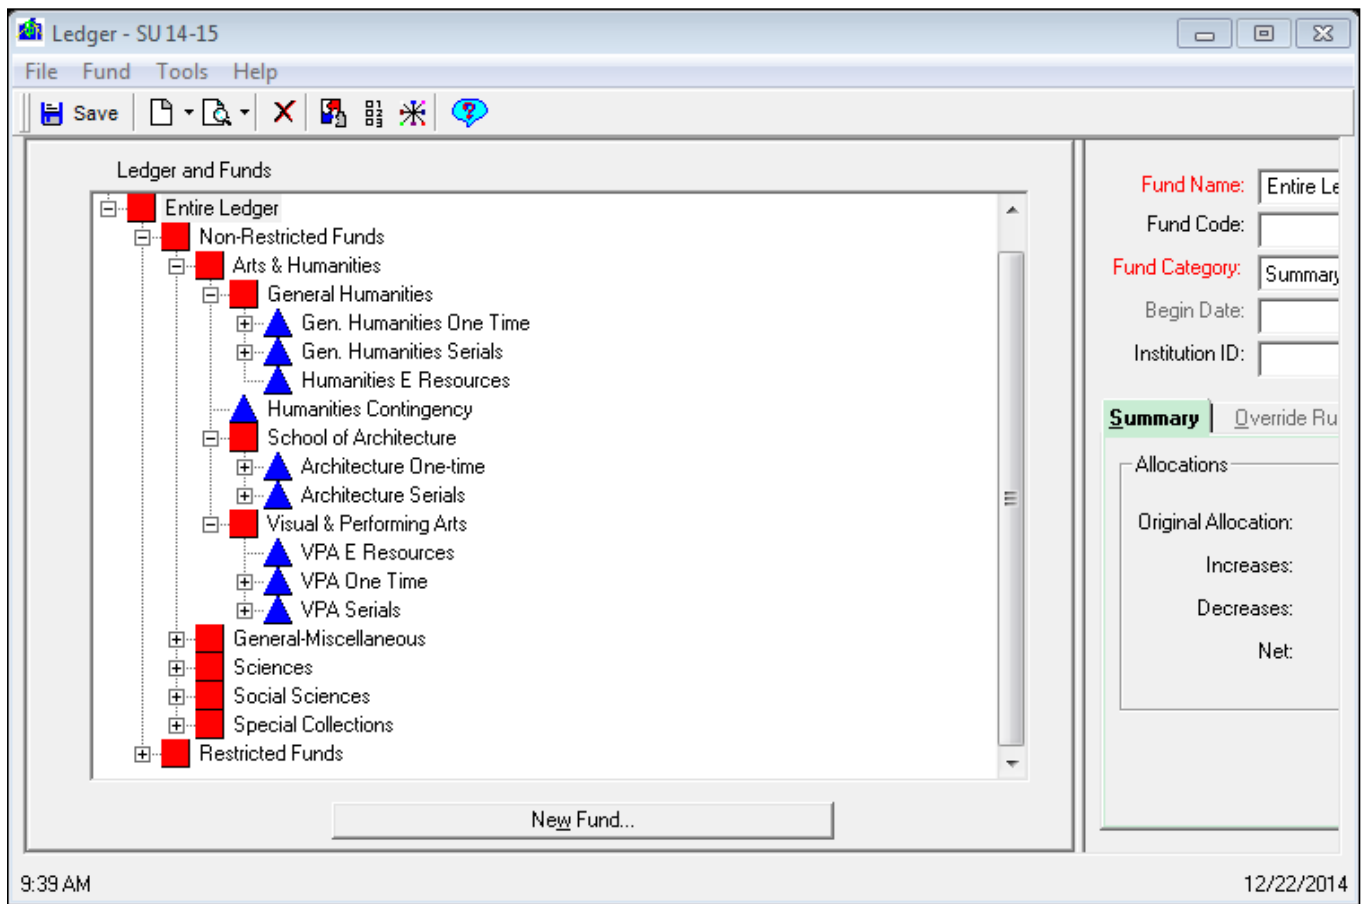 Ledger - SU 14-15
File Fund Tools Help
Save
Ledger and Funds
Entire Ledger
Non-Restricted Funds
Arts & Humanities
General Humanities
Gen. Humanities One Time
Gen. Humanities Serials
Humanities E Resources
Humanities Contingency
School of Architecture
Architecture One-time
Architecture Serials
Visual & Performing Arts
VPA E Resources
VPA One Time
VPA Serials
General-Miscellaneous
Sciences
Social Sciences
Special Collections
Restricted Funds
New Fund...
Fund Name: Entire Le
Fund Code:
Fund Category: Summary
Begin Date:
Institution ID:
Summary Override Ru
Allocations
Original Allocation:
Increases:
Decreases:
Net:
9:39 AM
12/22/2014